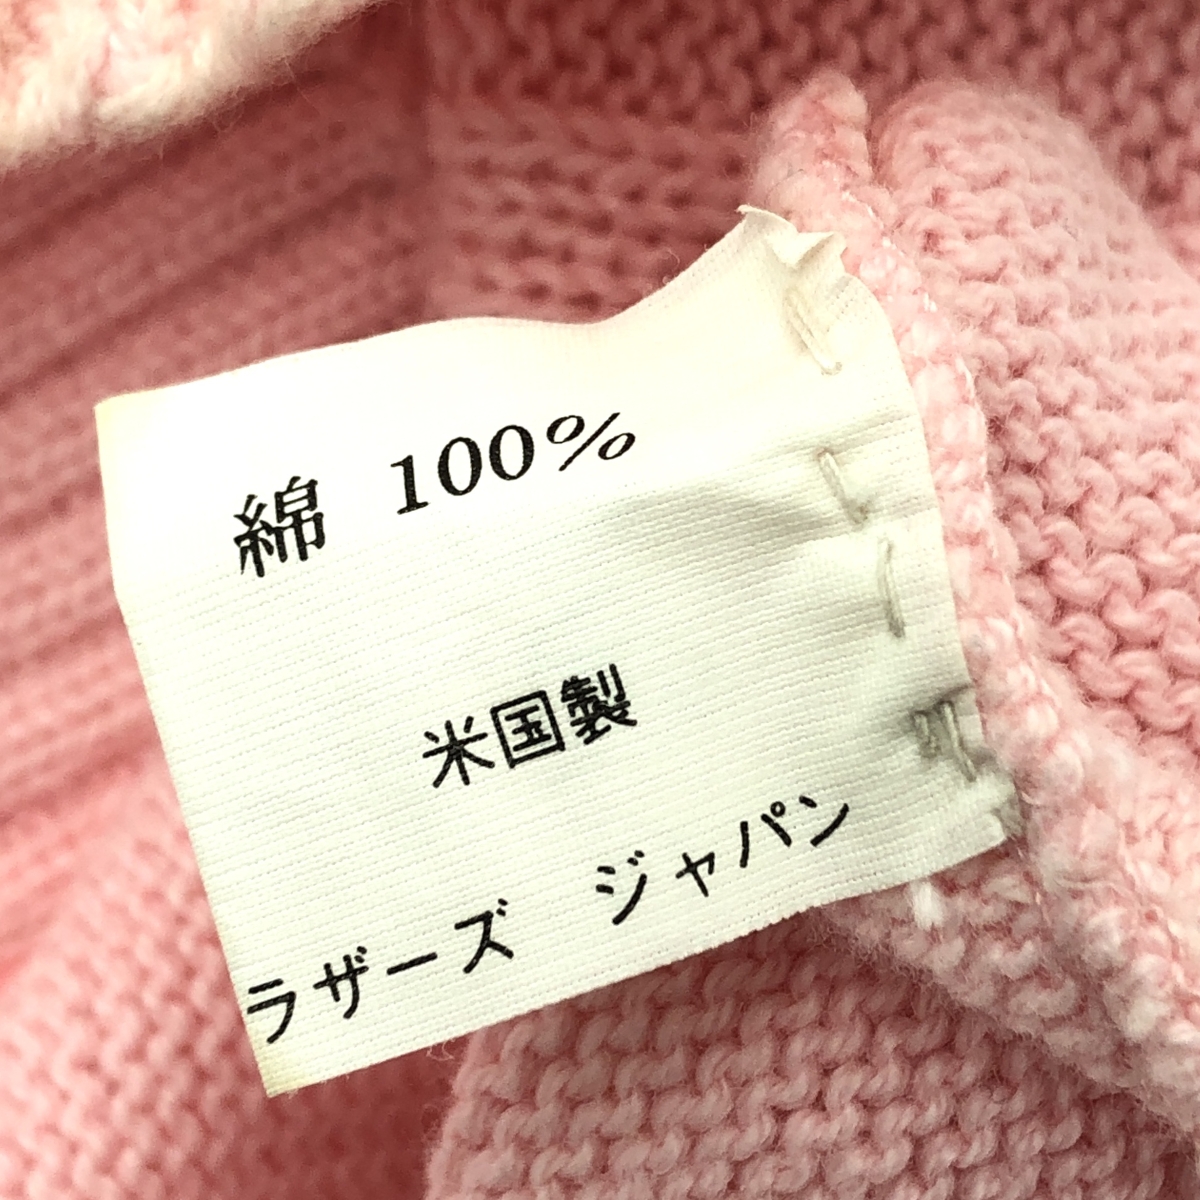 綿 100%
米国製
ラザーズ ジャパン